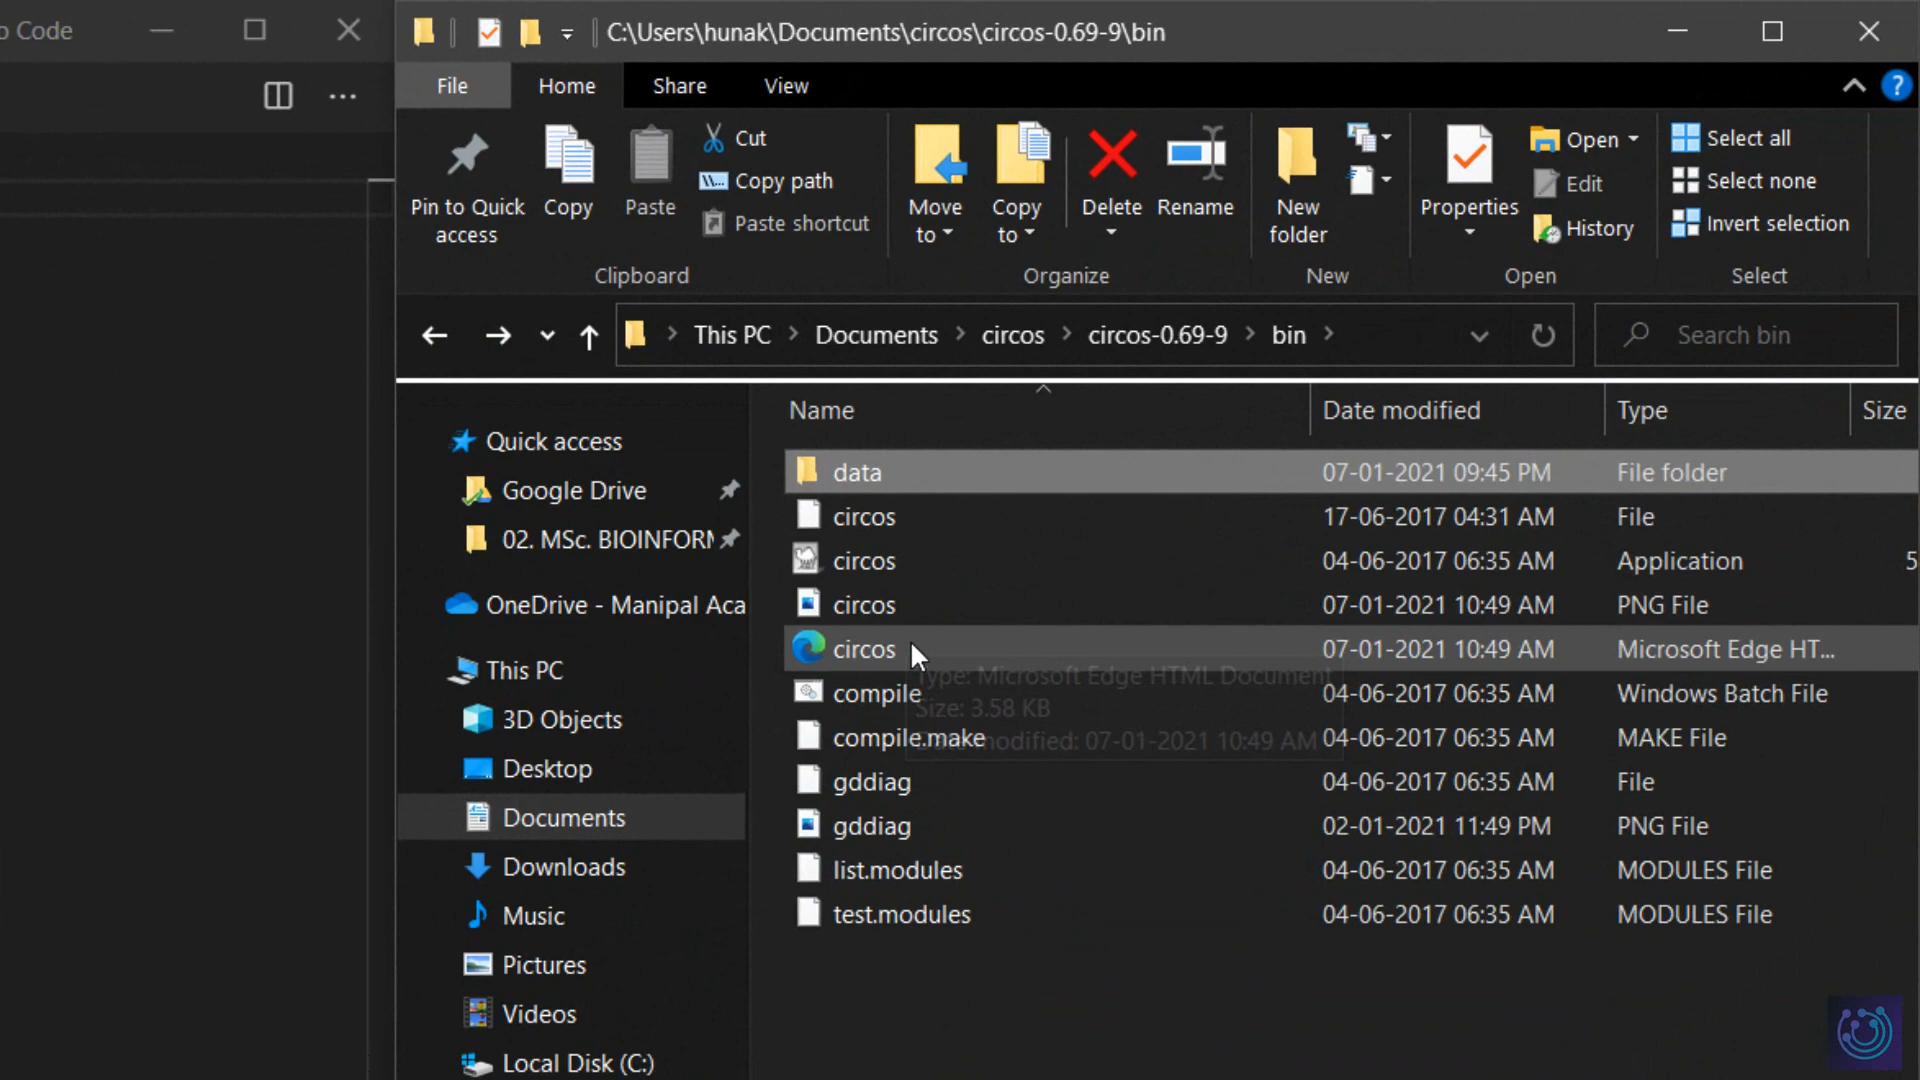 o Code
C:\Users\hunak\Documents\circos\circos-0.69-9\bin
File Home Share View
?
Pin to Quick access
Copy
Paste
Cut
Copy path
Paste shortcut
Clipboard
Move to
Copy to
Delete
Rename
Organize
New folder
New
Properties
Open
Edit
History
Open
Select all
Select none
Invert selection
Select
This PC > Documents > circos > circos-0.69-9 > bin >
Search bin
Quick access
Google Drive
02. MSc. BIOINFORM
OneDrive - Manipal Aca
This PC
3D Objects
Desktop
Documents
Downloads
Music
Pictures
Videos
Local Disk (C:)
Name Date modified Type Size
data 07-01-2021 09:45 PM File folder
circos 17-06-2017 04:31 AM File
circos 04-06-2017 06:35 AM Application 5
circos 07-01-2021 10:49 AM PNG File
circos 07-01-2021 10:49 AM Microsoft Edge HT...
compile 04-06-2017 06:35 AM Windows Batch File
compile.make 04-06-2017 06:35 AM MAKE File
gddiag 04-06-2017 06:35 AM File
gddiag 02-01-2021 11:49 PM PNG File
list.modules 04-06-2017 06:35 AM MODULES File
test.modules 04-06-2017 06:35 AM MODULES File
Type: Microsoft Edge HTML Document
Size: 3.58 KB
Date modified: 07-01-2021 10:49 AM